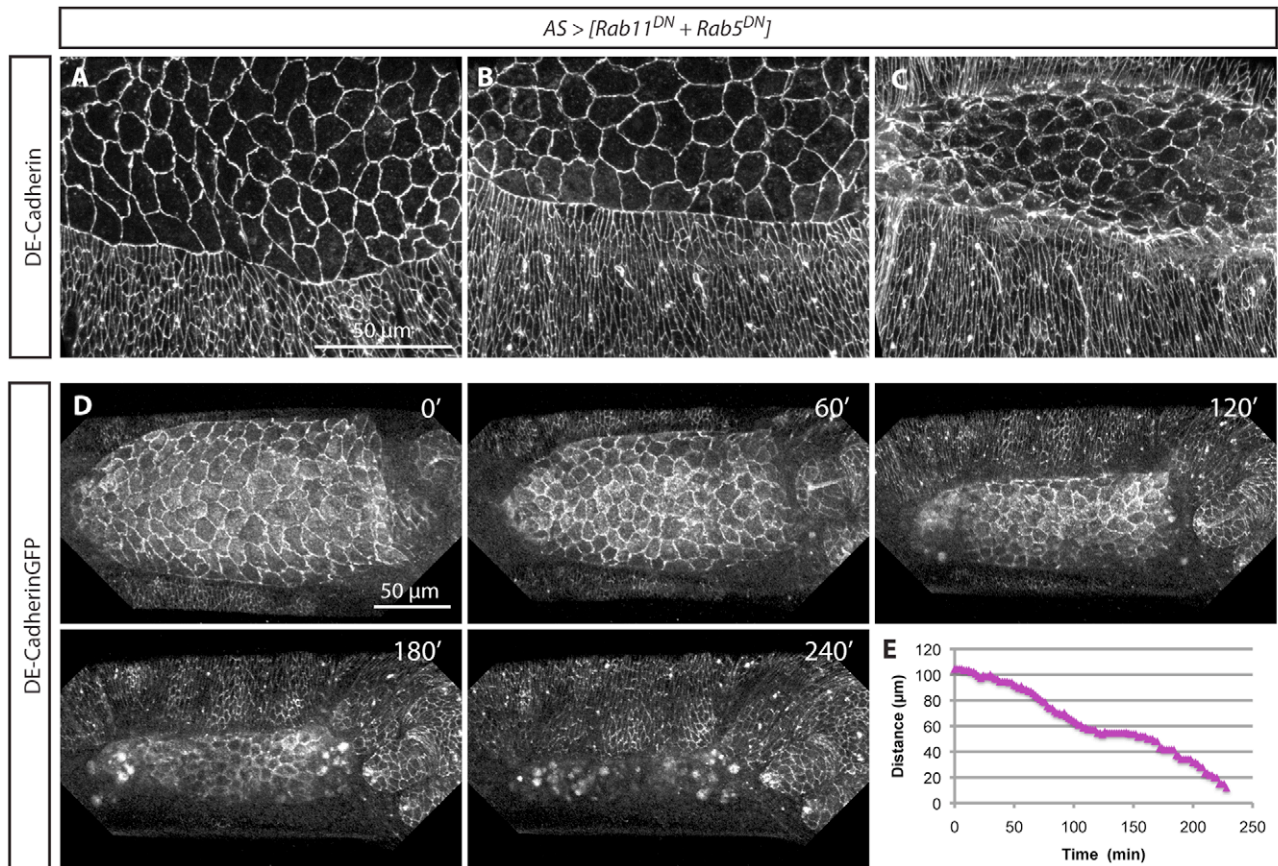 AS > [Rab11DN + Rab5DN]
DE-Cadherin
A
B
C
50 µm
DE-CadherinGFP
D
0′
60′
120′
50 µm
180′
240′
E
120
100
80
60
40
20
0
Distance (µm)
0 50 100 150 200 250
Time (min)